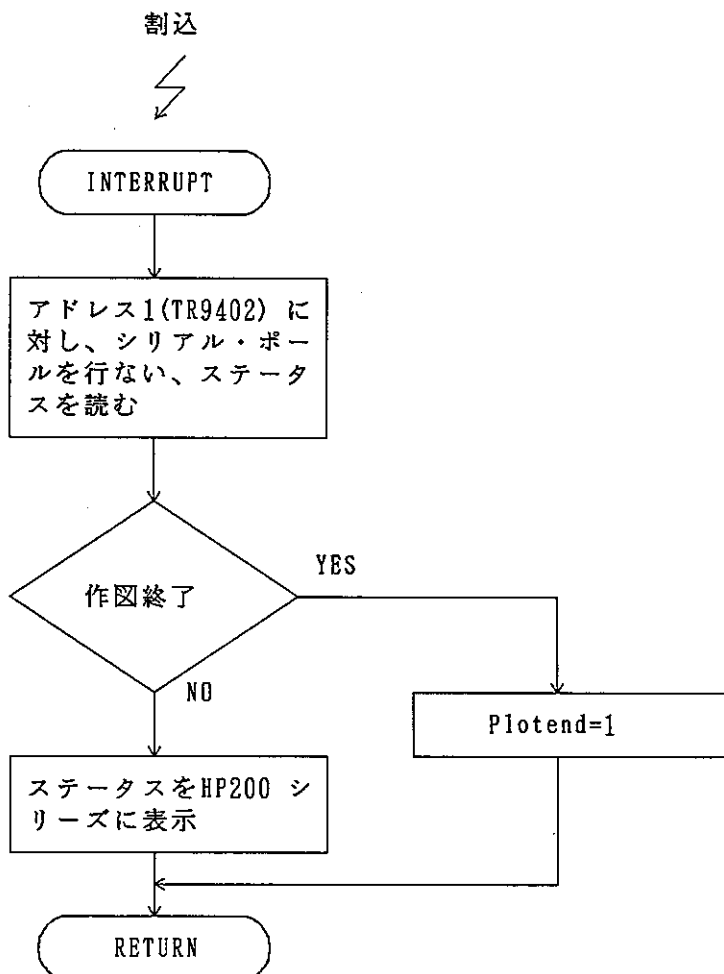 割込
INTERRUPT
アドレス1(TR9402) に
対し、シリアル・ポー
ルを行ない、ステータ
スを読む
作図終了
YES
NO
Plotend=1
ステータスをHP200 シ
リーズに表示
RETURN